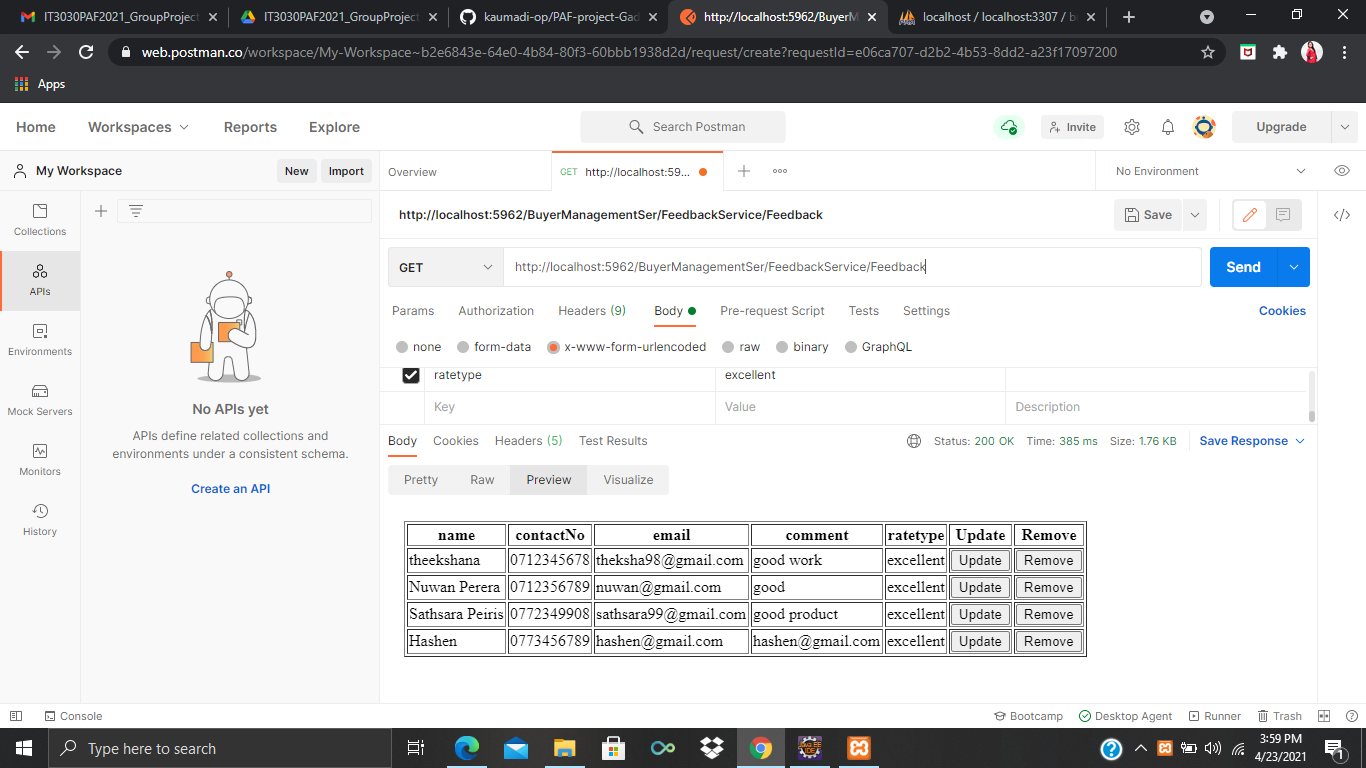 IT3030PAF2021_GroupProject
IT3030PAF2021_GroupProject
kaumadi-op/PAF-project-Gad
http://localhost:5962/BuyerM
localhost / localhost:3307 / b
web.postman.co/workspace/My-Workspace~b2e6843e-64e0-4b84-80f3-60bbb1938d2d/request/create?requestId=e06ca707-d2b2-4b53-8dd2-a23f17097200
Apps
Home Workspaces Reports Explore Search Postman Invite Upgrade
My Workspace New Import Overview GET http://localhost:59... No Environment
Collections
APIs
Environments
Mock Servers
Monitors
History
No APIs yet
APIs define related collections and
environments under a consistent schema.
Create an API
http://localhost:5962/BuyerManagementSer/FeedbackService/Feedback Save
GET http://localhost:5962/BuyerManagementSer/FeedbackService/Feedback Send
Params Authorization Headers (9) Body Pre-request Script Tests Settings Cookies
none form-data x-www-form-urlencoded raw binary GraphQL
ratetype excellent
Key Value Description
Body Cookies Headers (5) Test Results Status: 200 OK Time: 385 ms Size: 1.76 KB Save Response
Pretty Raw Preview Visualize
name contactNo email comment ratetype Update Remove
theekshana 0712345678 theksha98@gmail.com good work excellent Update Remove
Nuwan Perera 0712356789 nuwan@gmail.com good excellent Update Remove
Sathsara Peiris 0772349908 sathsara99@gmail.com good product excellent Update Remove
Hashen 0773456789 hashen@gmail.com hashen@gmail.com excellent Update Remove
Console Bootcamp Desktop Agent Runner Trash
Type here to search
3:59 PM
4/23/2021
1